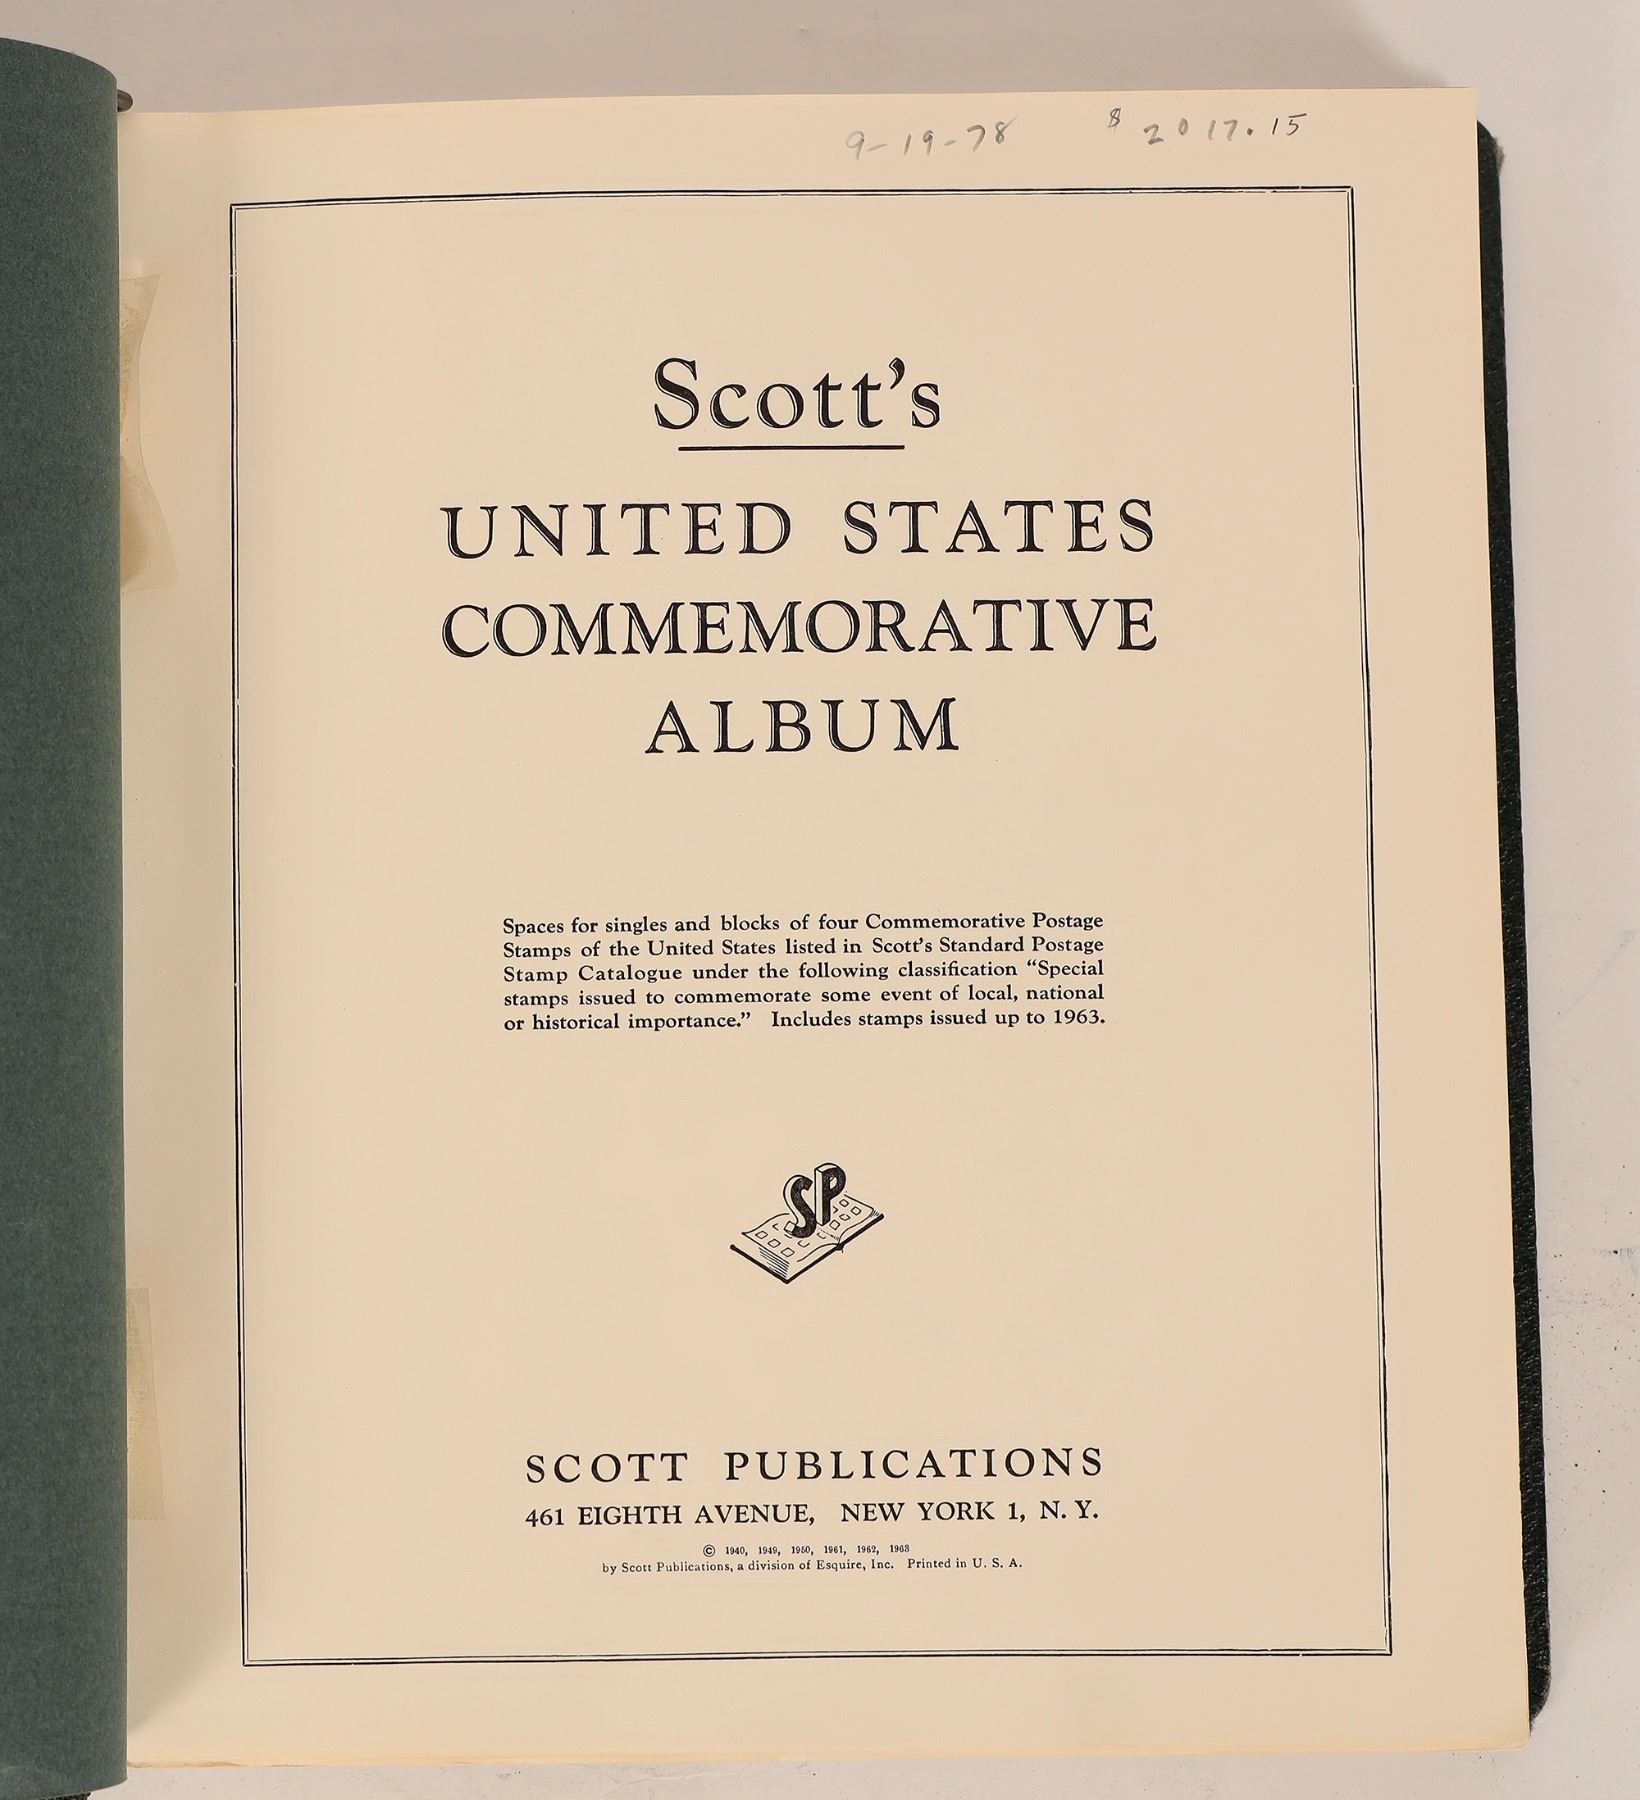 9-19-78 $2017.15
Scott's
UNITED STATES
COMMEMORATIVE
ALBUM
Spaces for singles and blocks of four Commemorative Postage
Stamps of the United States listed in Scott's Standard Postage
Stamp Catalogue under the following classification “Special
stamps issued to commemorate some event of local, national
or historical importance.” Includes stamps issued up to 1963.
SP
SCOTT PUBLICATIONS
461 EIGHTH AVENUE, NEW YORK 1, N. Y.
© 1940, 1949, 1950, 1961, 1962, 1963
by Scott Publications, a division of Esquire, Inc. Printed in U. S. A.